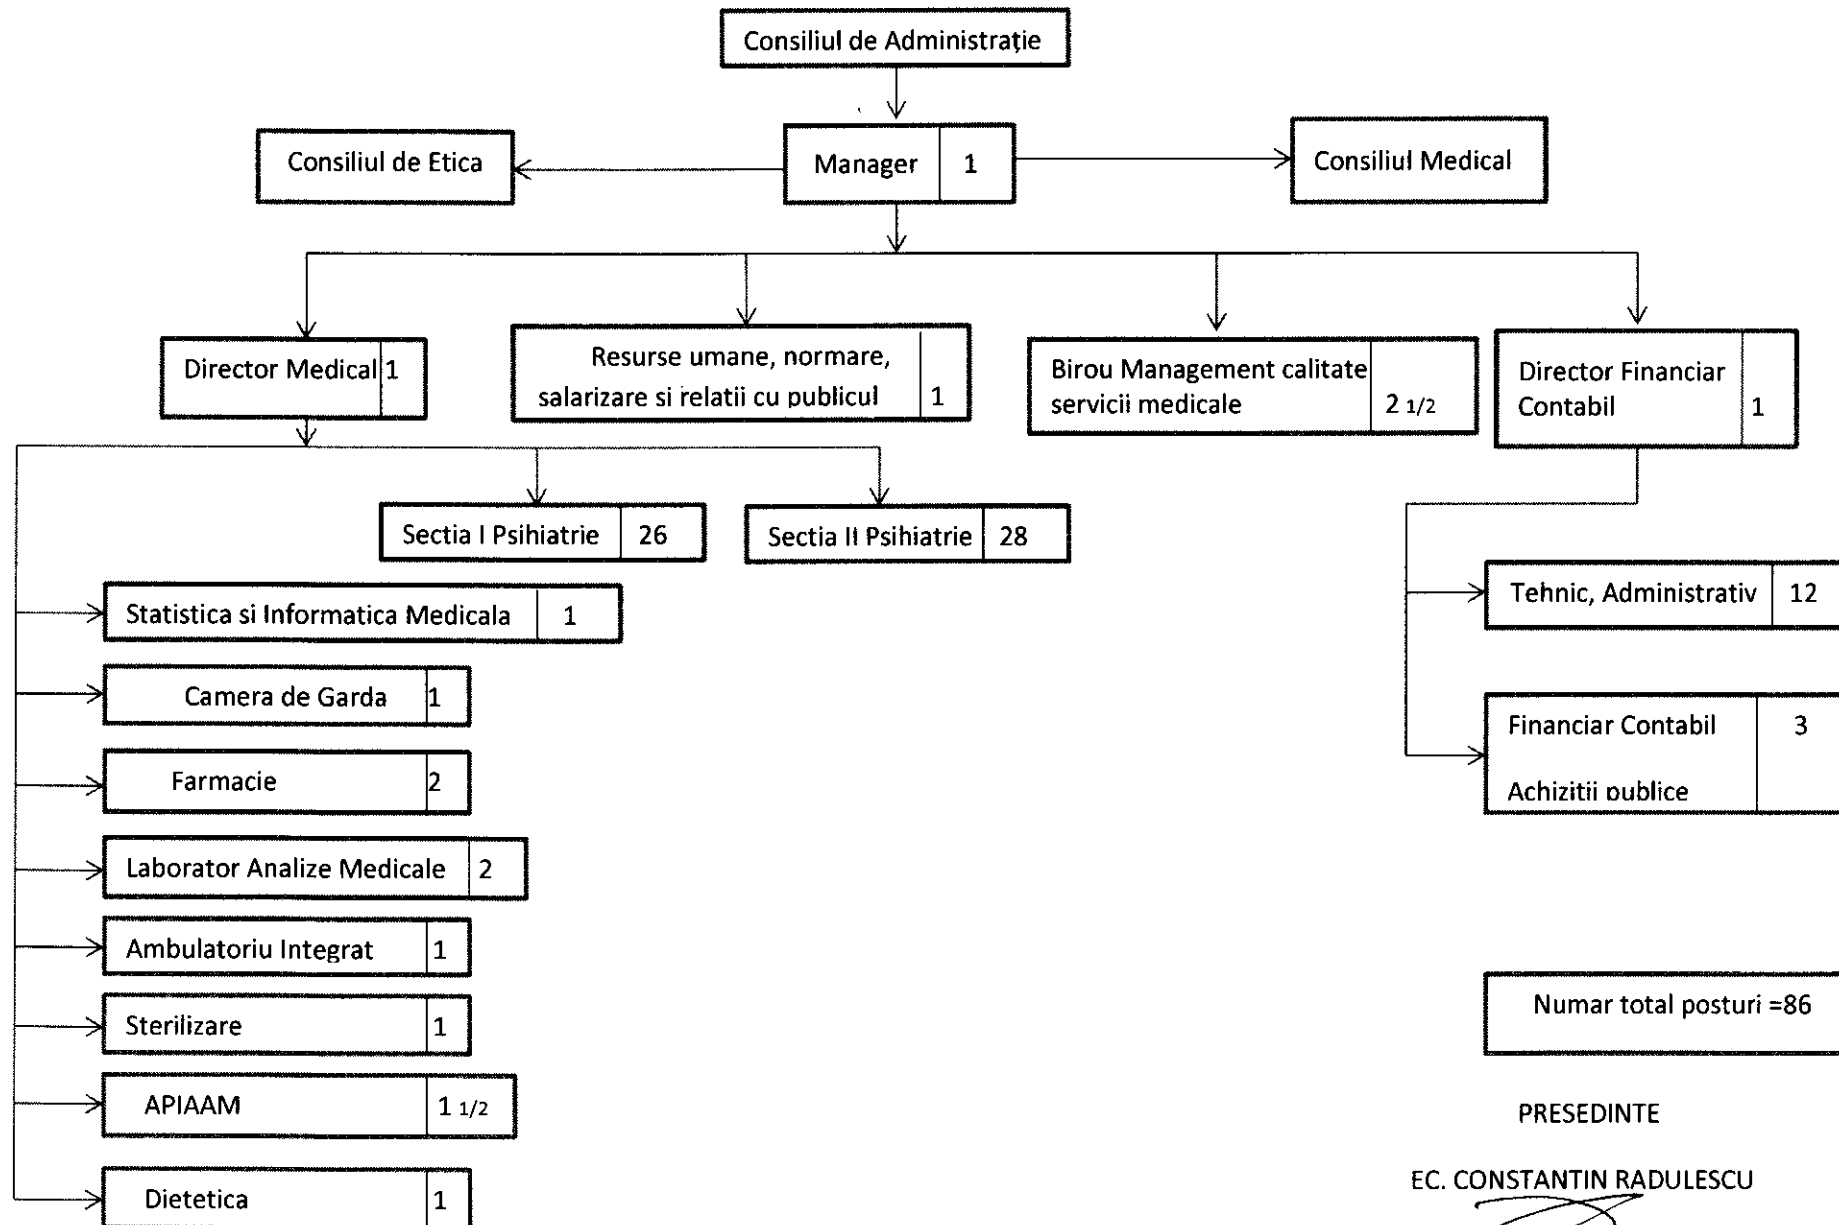 Consiliul de Administrație
Consiliul de Etica
Manager 1
Consiliul Medical
Director Medical 1
Resurse umane, normare,
salarizare si relatii cu publicul 1
Birou Management calitate
servicii medicale 2 1/2
Director Financiar
Contabil 1
Sectia I Psihiatrie 26
Sectia II Psihiatrie 28
Statistica si Informatica Medicala 1
Camera de Garda 1
Farmacie 2
Laborator Analize Medicale 2
Ambulatoriu Integrat 1
Sterilizare 1
APIAAM 1 1/2
Dietetica 1
Tehnic, Administrativ 12
Financiar Contabil 3
Achizitii publice
Numar total posturi =86
PRESEDINTE
EC. CONSTANTIN RADULESCU